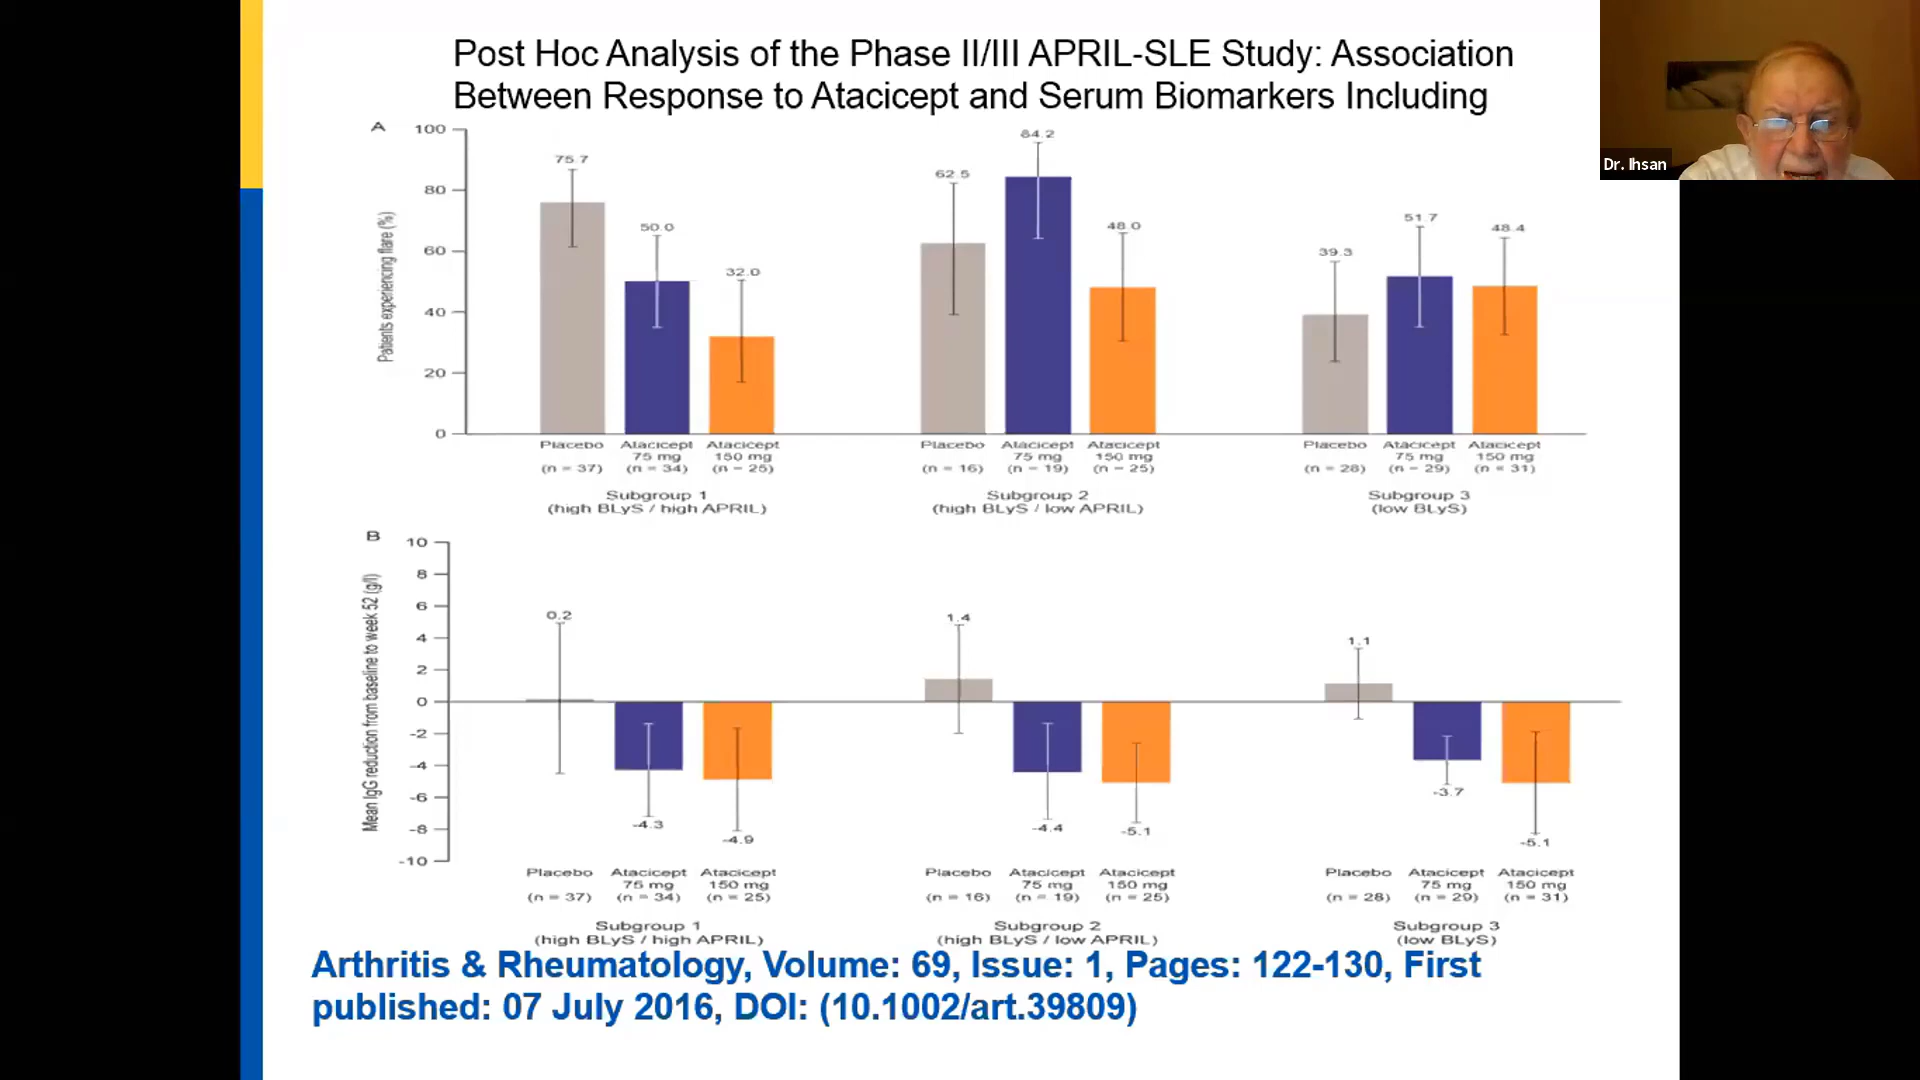 Post Hoc Analysis of the Phase II/III APRIL-SLE Study: Association
Between Response to Atacicept and Serum Biomarkers Including
Dr. Ihsan
A
Patients experiencing flare (%)
100
80
60
40
20
0
75.7
50.0
32.0
62.5
84.2
48.0
39.3
51.7
48.4
Placebo Atacicept Atacicept Placebo Atacicept Atacicept Placebo Atacicept Atacicept
75 mg 150 mg 75 mg 150 mg 75 mg 150 mg
(n = 37) (n = 34) (n = 25) (n = 16) (n = 19) (n = 25) (n = 28) (n = 29) (n = 31)
Subgroup 1 Subgroup 2 Subgroup 3
(high BLyS / high APRIL) (high BLyS / low APRIL) (low BLyS)
B
Mean IgG reduction from baseline to week 52 (g/l)
10
8
6
4
2
0
-2
-4
-6
-8
-10
0.2
-4.3
-4.9
1.4
-4.4
-5.1
1.1
-3.7
-5.1
Placebo Atacicept Atacicept Placebo Atacicept Atacicept Placebo Atacicept Atacicept
75 mg 150 mg 75 mg 150 mg 75 mg 150 mg
(n = 37) (n = 34) (n = 25) (n = 16) (n = 19) (n = 25) (n = 28) (n = 29) (n = 31)
Subgroup 1 Subgroup 2 Subgroup 3
(high BLyS / high APRIL) (high BLyS / low APRIL) (low BLyS)
Arthritis & Rheumatology, Volume: 69, Issue: 1, Pages: 122-130, First
published: 07 July 2016, DOI: (10.1002/art.39809)